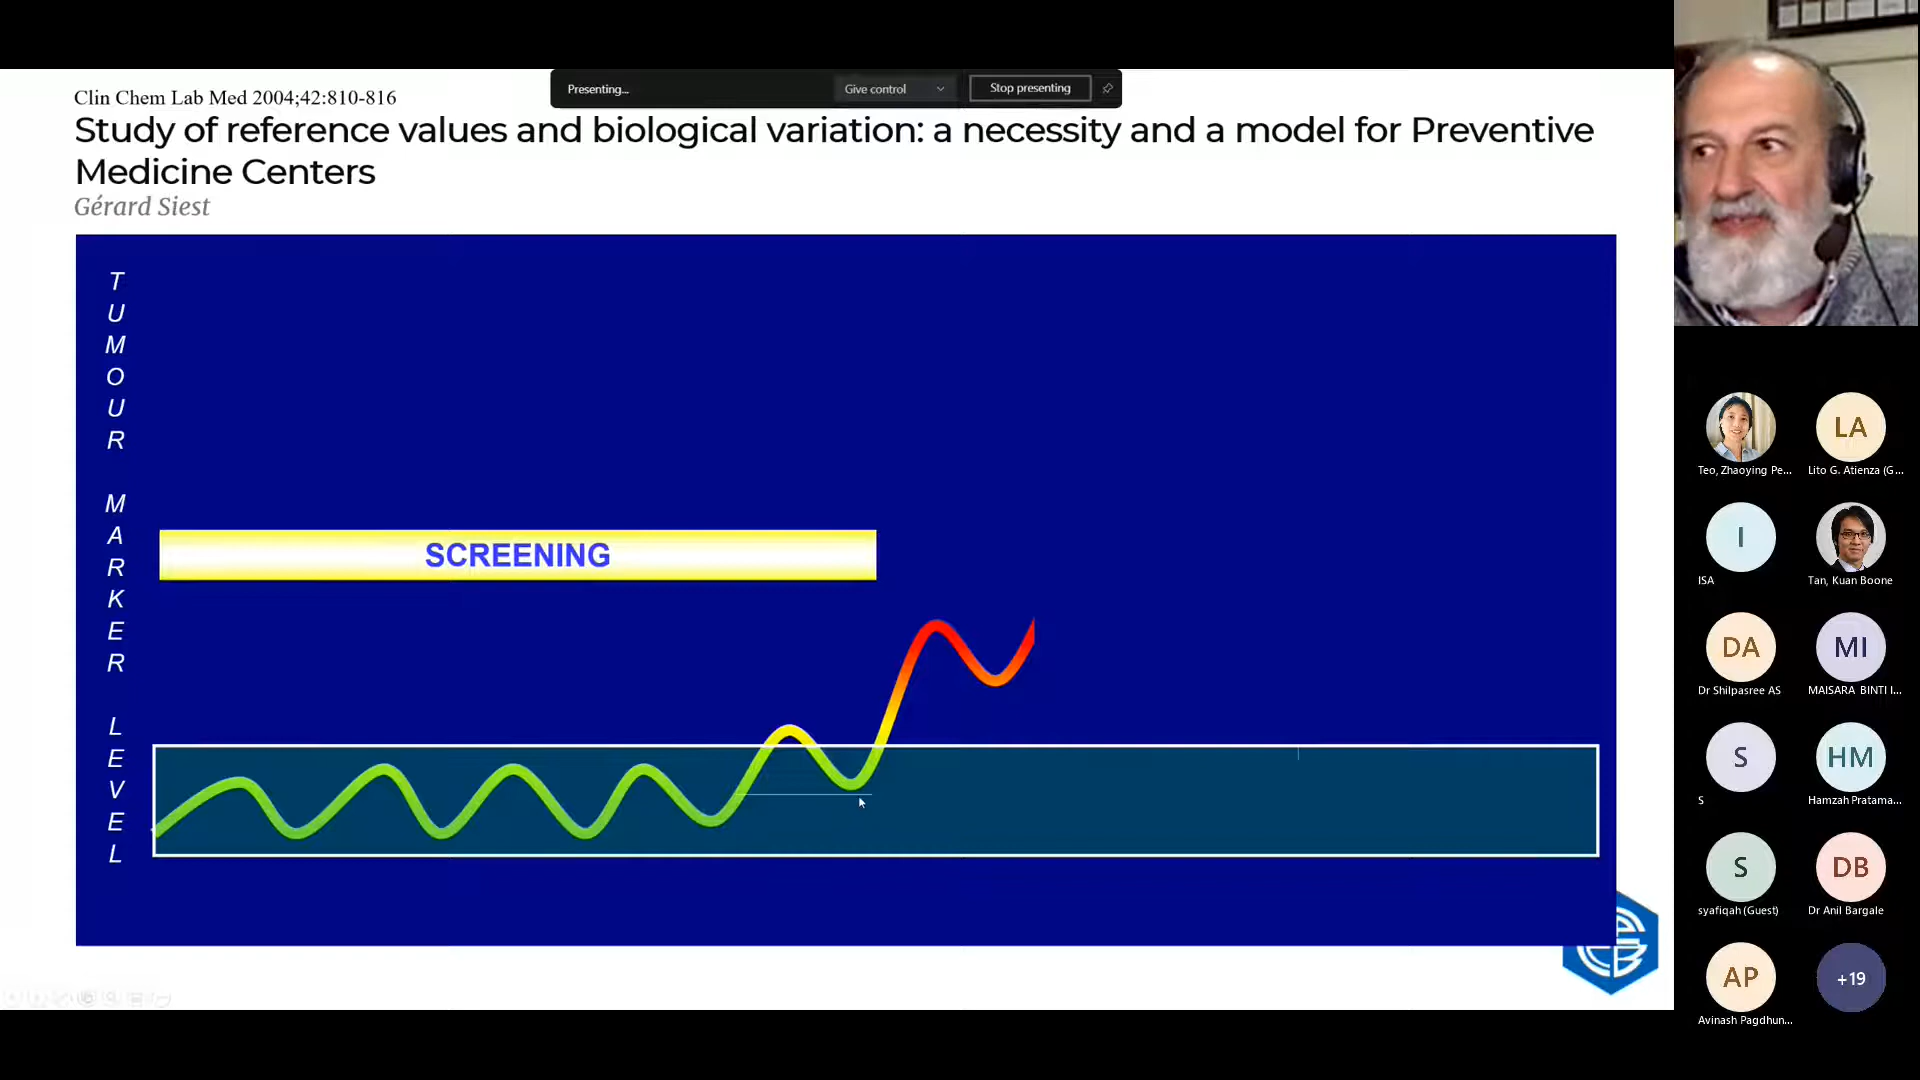 Clin Chem Lab Med 2004;42:810-816
Presenting...
Give control
Stop presenting
Study of reference values and biological variation: a necessity and a model for Preventive
Medicine Centers
Gérard Siest
TUMOUR MARKER LEVEL
SCREENING
Teo, Zhaoying Pe...
LA
Lito G. Atienza (G...
I
ISA
Tan, Kuan Boone
DA
Dr Shilpasree AS
MI
MAISARA BINTI I...
S
S
HM
Hamzah Pratama...
S
syafiqah (Guest)
DB
Dr Anil Bargale
AP
Avinash Pagdhun...
+19